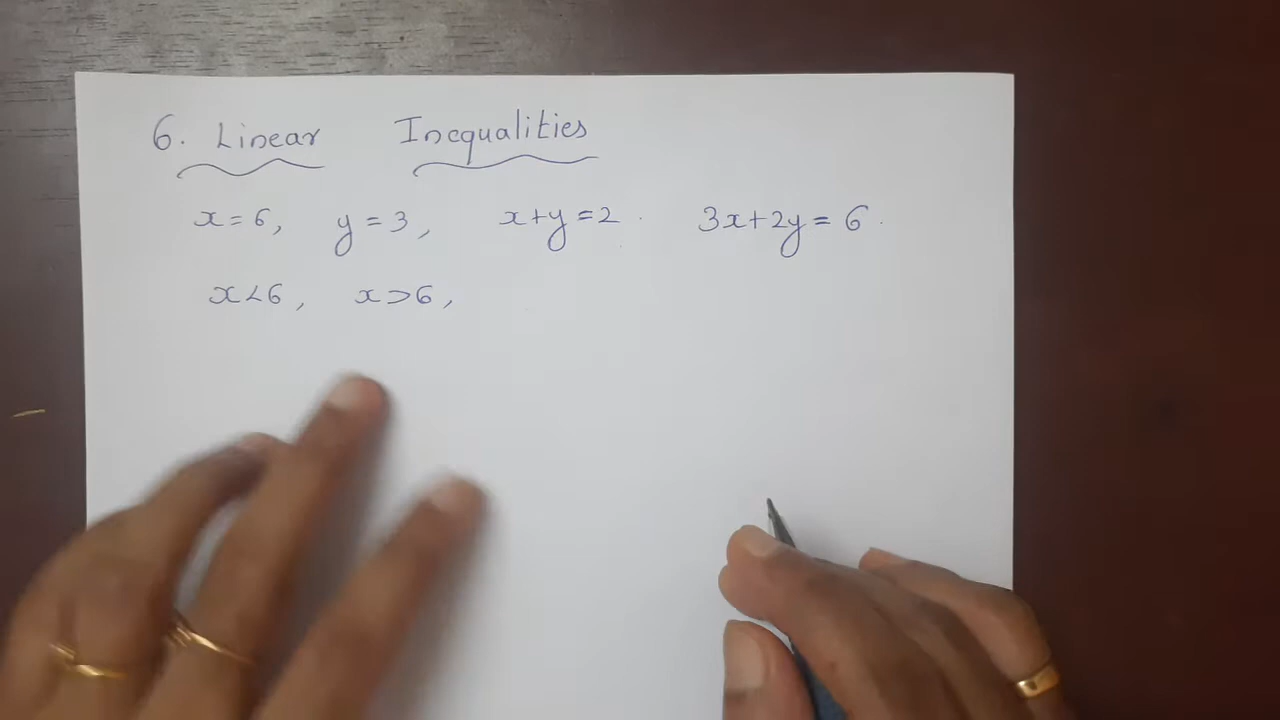 6. Linear Inequalities
x=6, y=3, x+y=2. 3x+2y=6.
x<6, x>6,